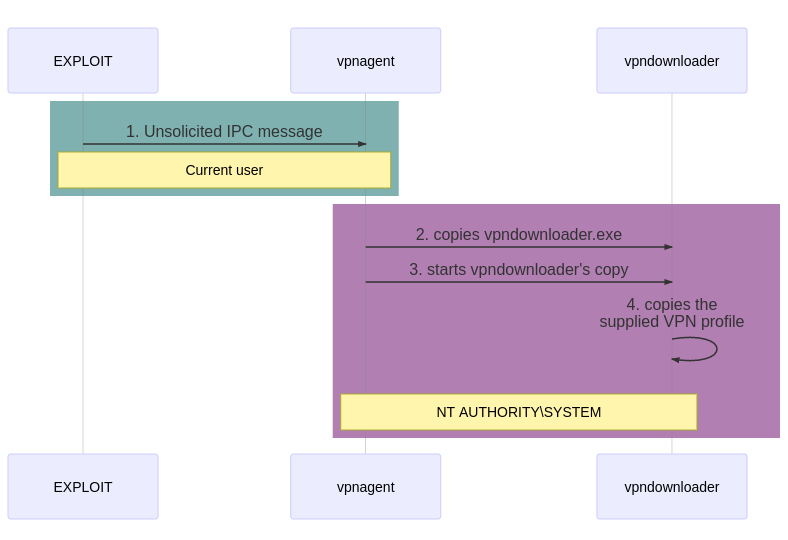 EXPLOIT
vpnagent
vpndownloader
1. Unsolicited IPC message
Current user
2. copies vpndownloader.exe
3. starts vpndownloader's copy
4. copies the
supplied VPN profile
NT AUTHORITY\SYSTEM
EXPLOIT
vpnagent
vpndownloader